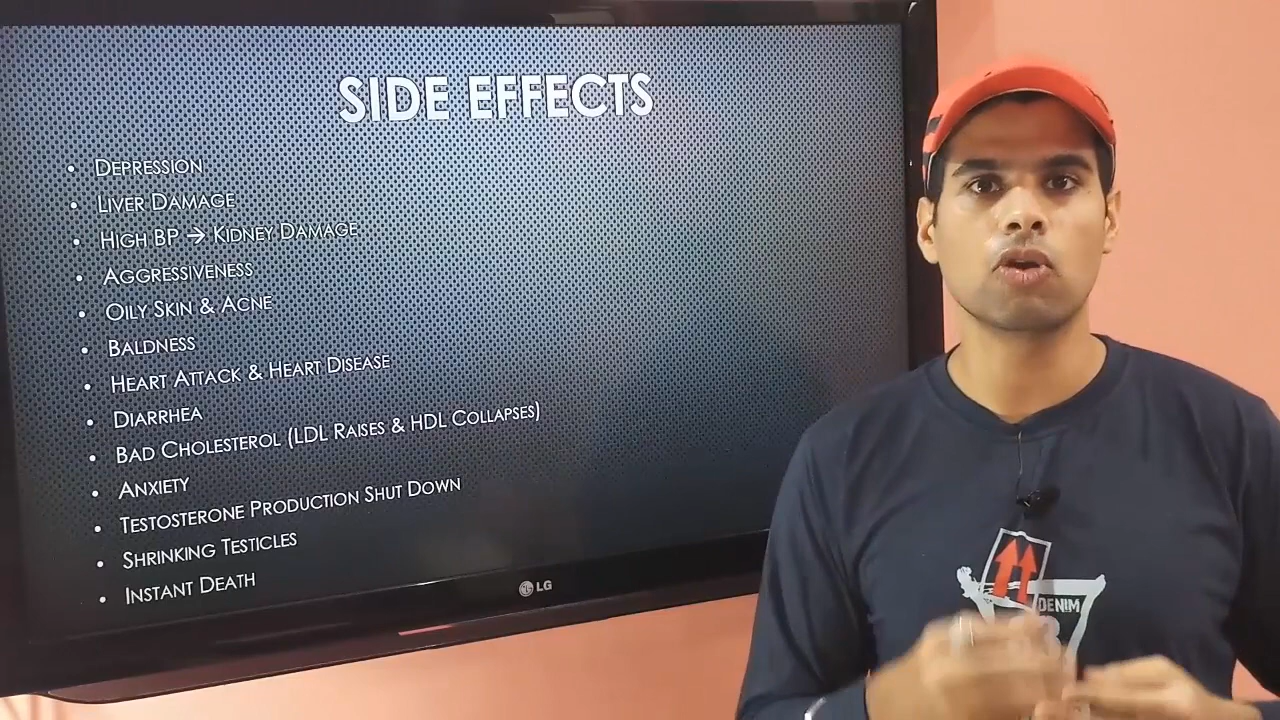 SIDE EFFECTS
• DEPRESSION
• LIVER DAMAGE
• HIGH BP → KIDNEY DAMAGE
• AGGRESSIVENESS
• OILY SKIN & ACNE
• BALDNESS
• HEART ATTACK & HEART DISEASE
• DIARRHEA
• BAD CHOLESTEROL (LDL RAISES & HDL COLLAPSES)
• ANXIETY
• TESTOSTERONE PRODUCTION SHUT DOWN
• SHRINKING TESTICLES
• INSTANT DEATH
LG
DENIM